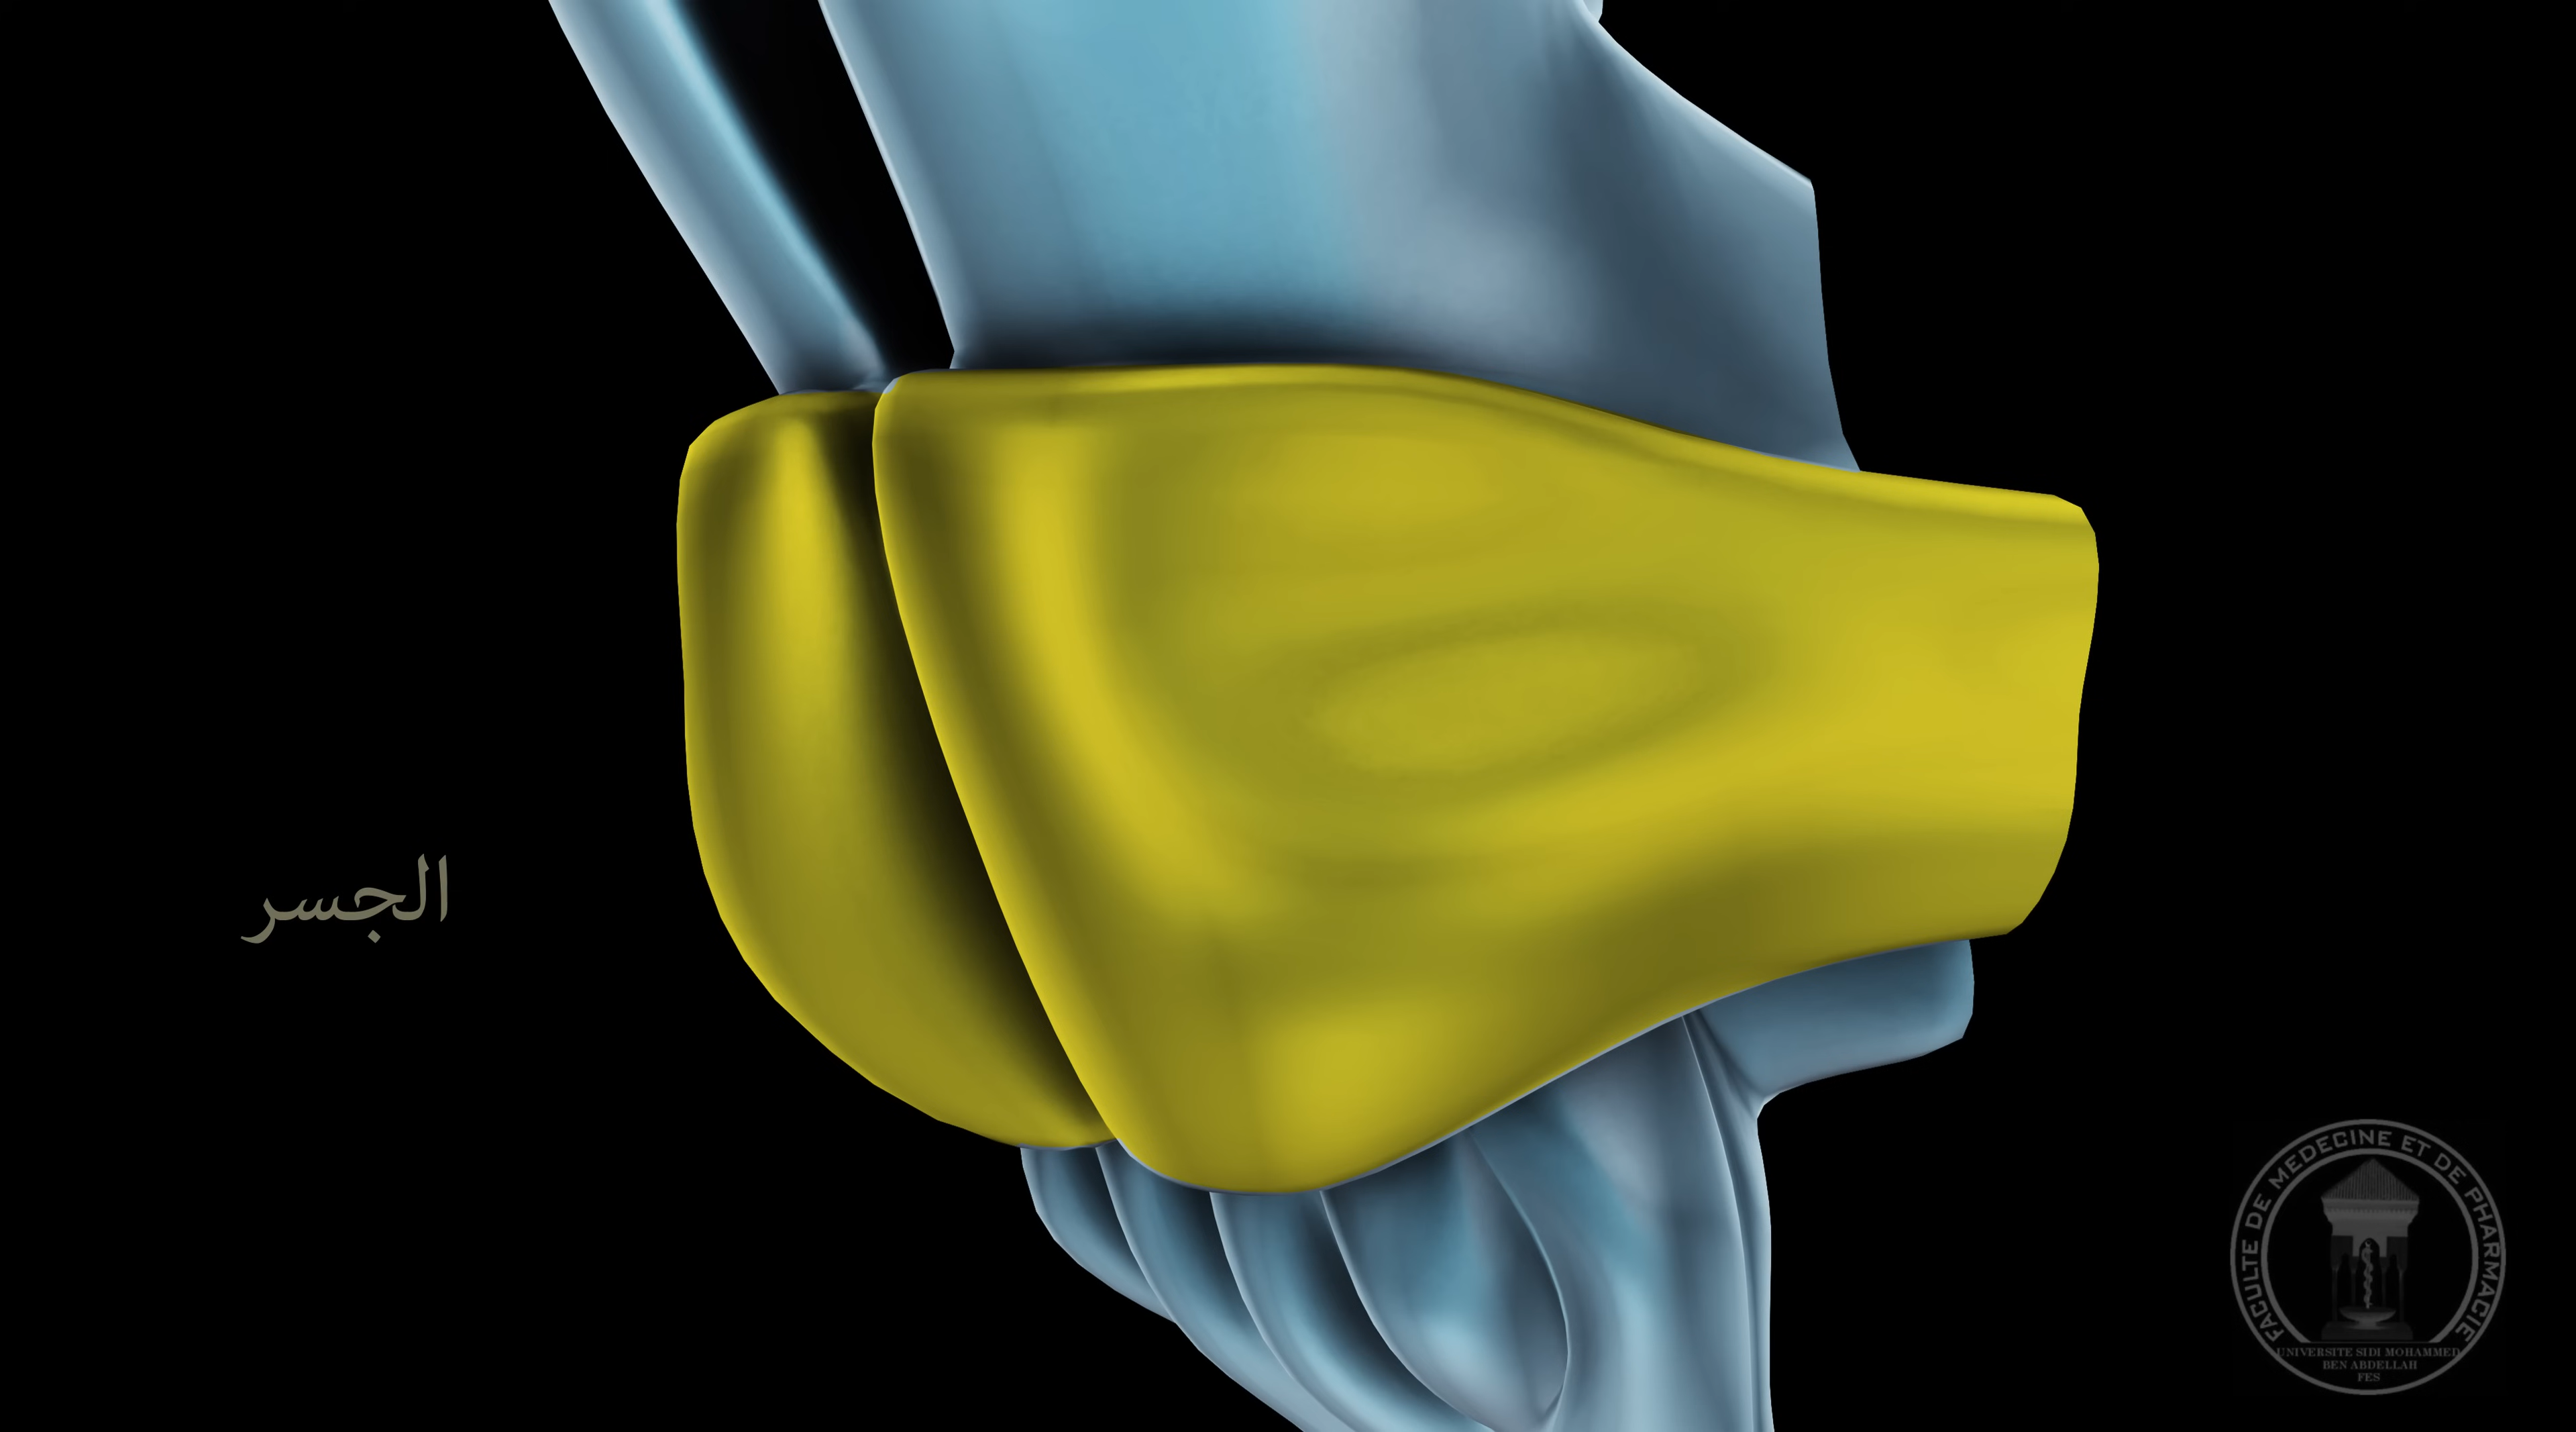 الجسر
FACULTE DE MEDECINE ET DE PHARMACIE
UNIVERSITE SIDI MOHAMMED
BEN ABDELLAH
FES